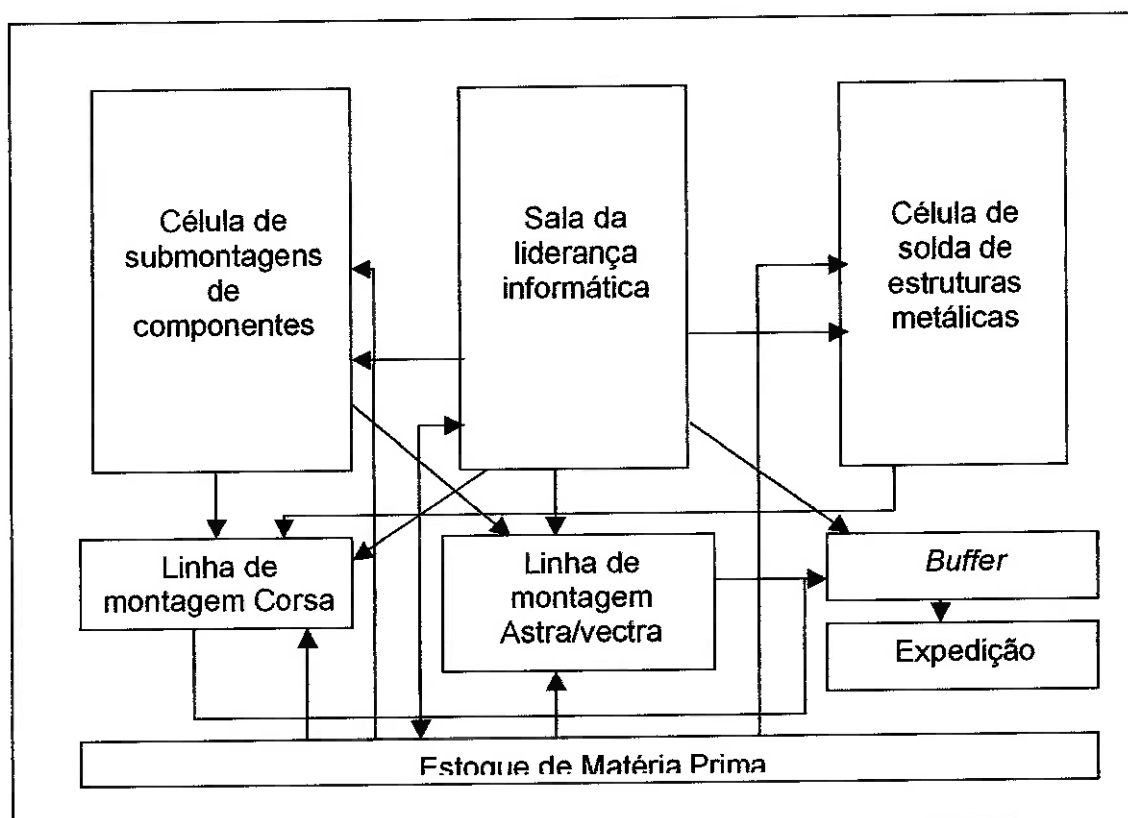 Célula de
submontagens
de
componentes
Sala da
liderança
informática
Célula de
solda de
estruturas
metálicas
Linha de
montagem Corsa
Linha de
montagem
Astra/vectra
Buffer
Expedição
Estoque de Matéria Prima